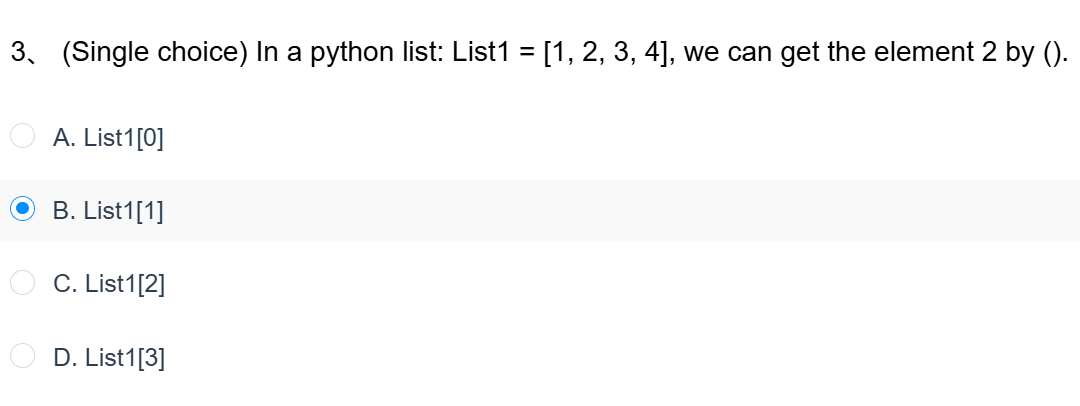 3、 (Single choice) In a python list: List1 = [1, 2, 3, 4], we can get the element 2 by ().
A. List1[0]
B. List1[1]
C. List1[2]
D. List1[3]